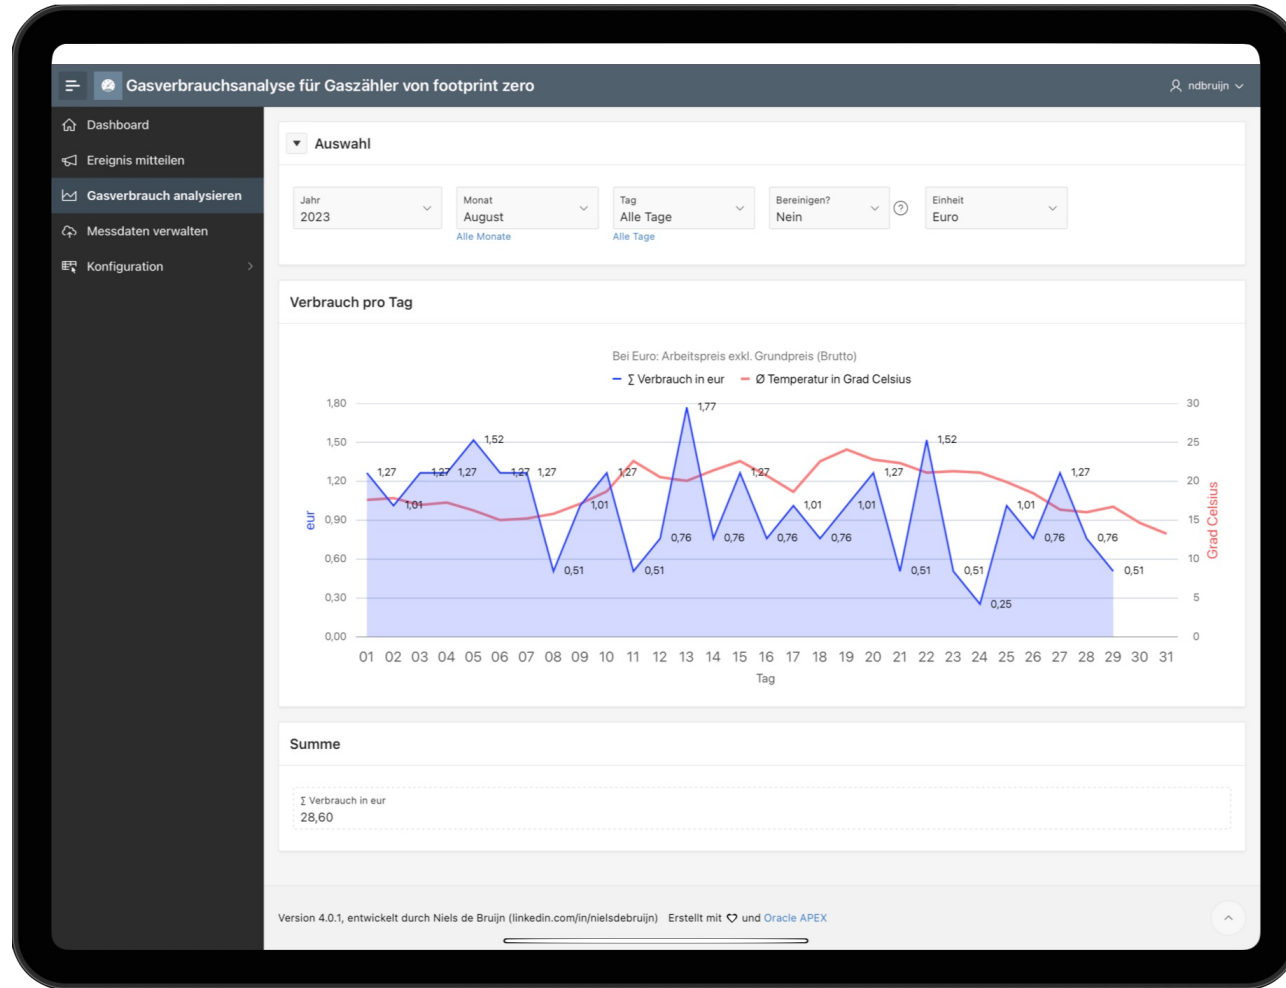 Gasverbrauchsanalyse für Gaszähler von footprint zero
ndbruijn
Dashboard
Ereignis mitteilen
Gasverbrauch analysieren
Messdaten verwalten
Konfiguration
Auswahl
Jahr
2023
Monat
August
Alle Monate
Tag
Alle Tage
Alle Tage
Bereinigen?
Nein
?
Einheit
Euro
Verbrauch pro Tag
Bei Euro: Arbeitspreis exkl. Grundpreis (Brutto)
∑ Verbrauch in eur
Ø Temperatur in Grad Celsius
eur
1,80
1,50
1,20
0,90
0,60
0,30
0,00
1,27
1,01
1,27
1,27
1,52
1,27
1,27
0,51
1,01
1,27
0,51
0,76
1,77
0,76
1,27
0,76
1,01
0,76
1,01
1,27
0,51
1,52
0,51
0,25
1,01
0,76
1,27
0,76
0,51
30
25
20
15
10
5
0
Grad Celsius
01 02 03 04 05 06 07 08 09 10 11 12 13 14 15 16 17 18 19 20 21 22 23 24 25 26 27 28 29 30 31
Tag
Summe
∑ Verbrauch in eur
28,60
Version 4.0.1, entwickelt durch Niels de Bruijn (linkedin.com/in/nielsdebruijn) Erstellt mit ♡ und Oracle APEX